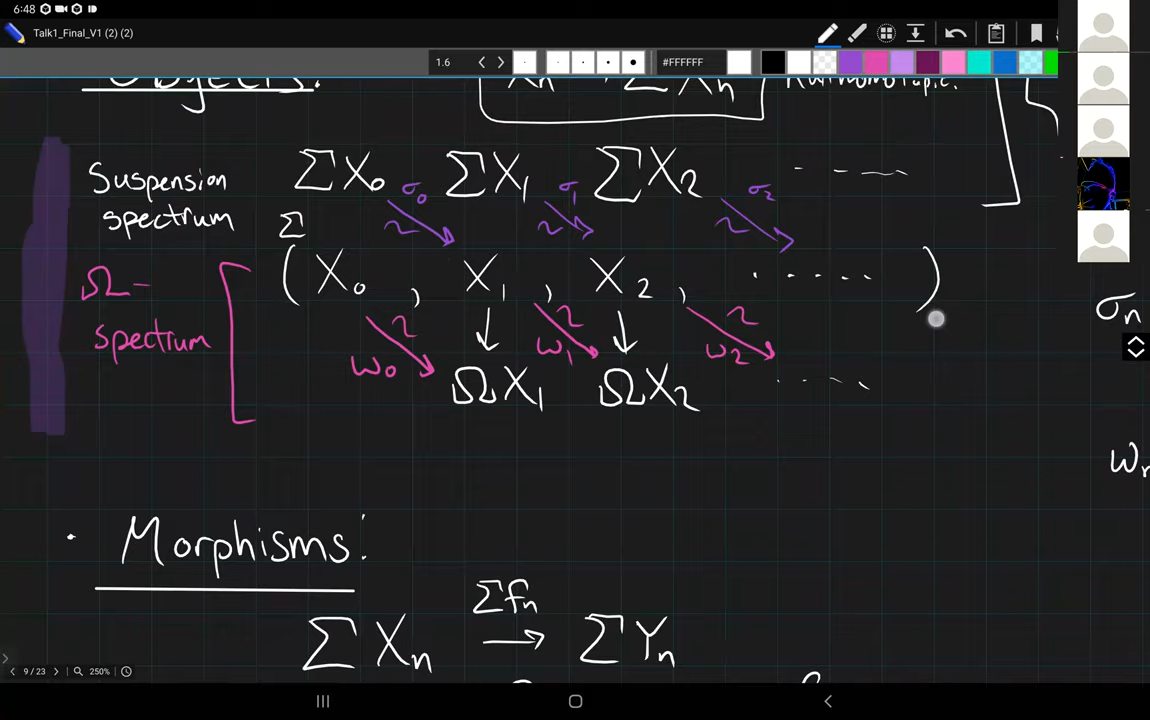 6:48
Talk1_Final_V1 (2) (2)
1.6
#FFFFFF
Objects:
Suspension spectrum
ΣX₀ ΣX₁ ΣX₂ - ----
σ₀ σ₁ σ₂
~ ~ ~
Σ
(X₀, X₁, X₂, ......)
Ω- spectrum
~ ~ ~
ω₀ ω₁ ω₂
ΩX₁ ΩX₂ .....
σn
· Morphisms:
Σfn
ΣXn → ΣYn
9 / 23
250%